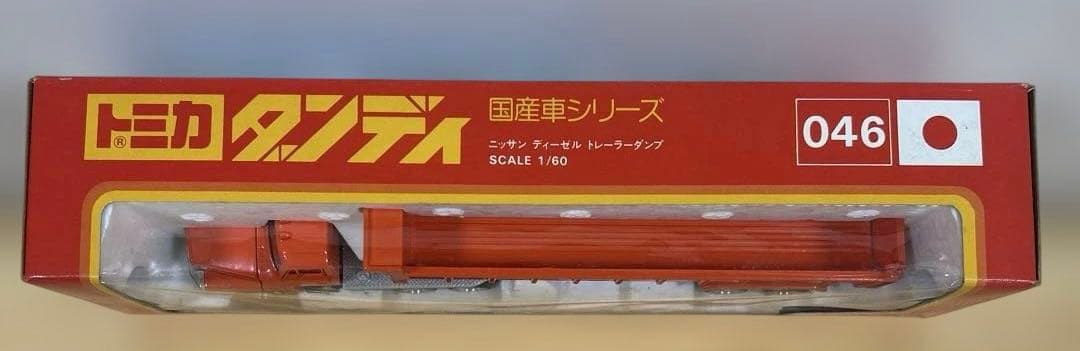 トミカ®
ダンディ
国産車シリーズ
ニッサン ディーゼル トレーラーダンプ
SCALE 1/60
046